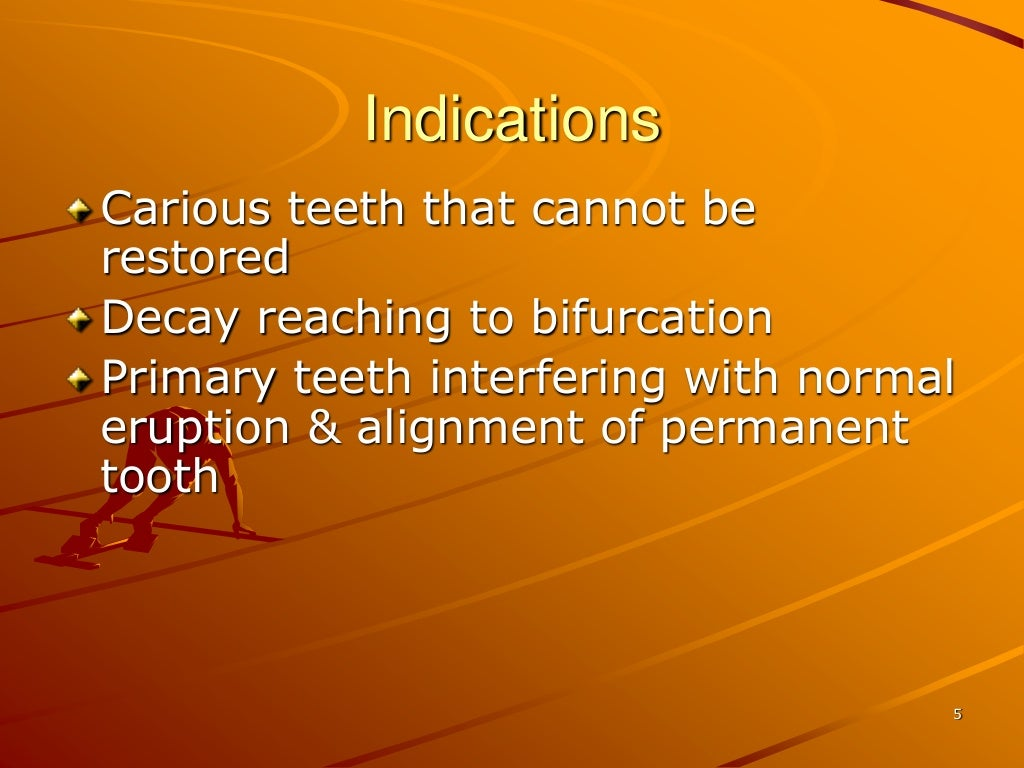 Indications
Carious teeth that cannot be
restored
Decay reaching to bifurcation
Primary teeth interfering with normal
eruption & alignment of permanent
tooth
5